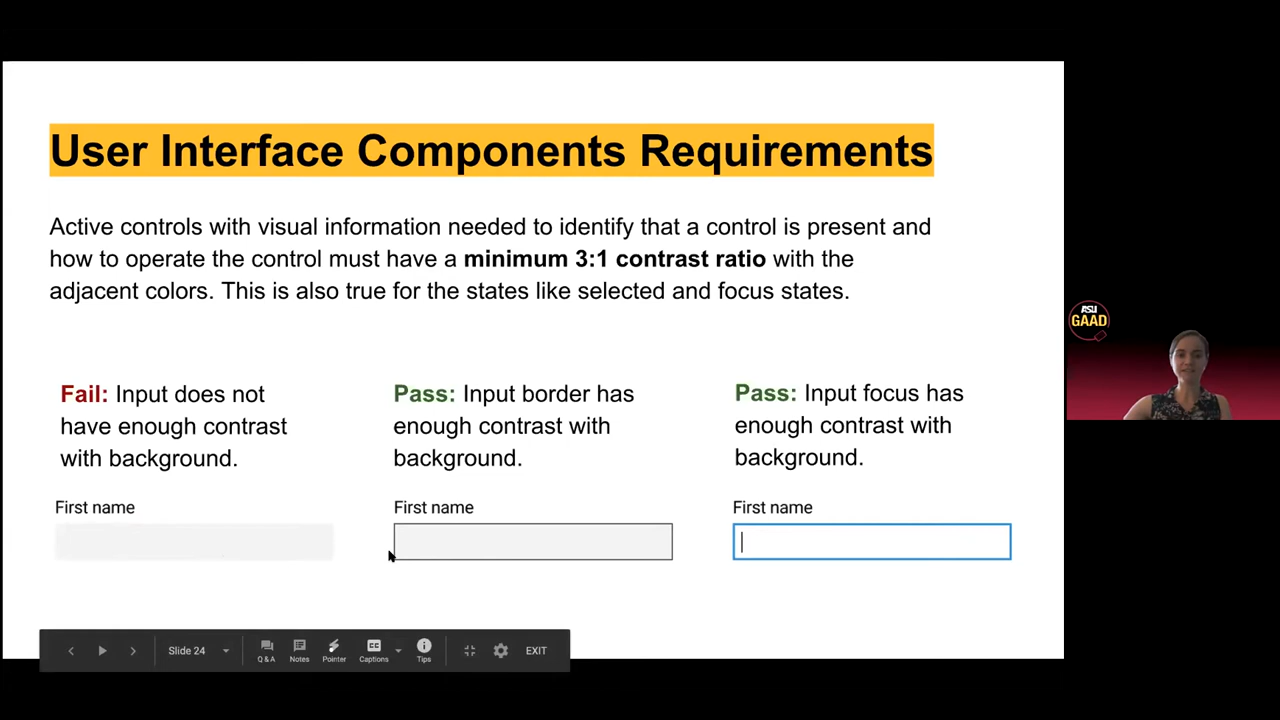 User Interface Components Requirements
Active controls with visual information needed to identify that a control is present and
how to operate the control must have a minimum 3:1 contrast ratio with the
adjacent colors. This is also true for the states like selected and focus states.
Fail: Input does not
have enough contrast
with background.
First name
Pass: Input border has
enough contrast with
background.
First name
Pass: Input focus has
enough contrast with
background.
First name
ASU
GAAD
Slide 24
Q & A
Notes
Pointer
CC
Captions
Tips
EXIT